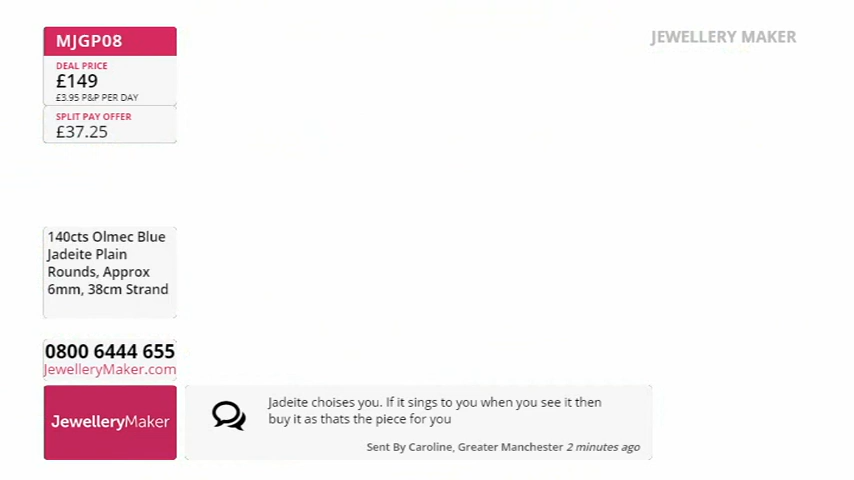 MJGP08
DEAL PRICE
£149
£3.95 P&P PER DAY
SPLIT PAY OFFER
£37.25
JEWELLERY MAKER
140cts Olmec Blue
Jadeite Plain
Rounds, Approx
6mm, 38cm Strand
0800 6444 655
JewelleryMaker.com
JewelleryMaker
Jadeite choises you. If it sings to you when you see it then
buy it as thats the piece for you
Sent By Caroline, Greater Manchester 2 minutes ago